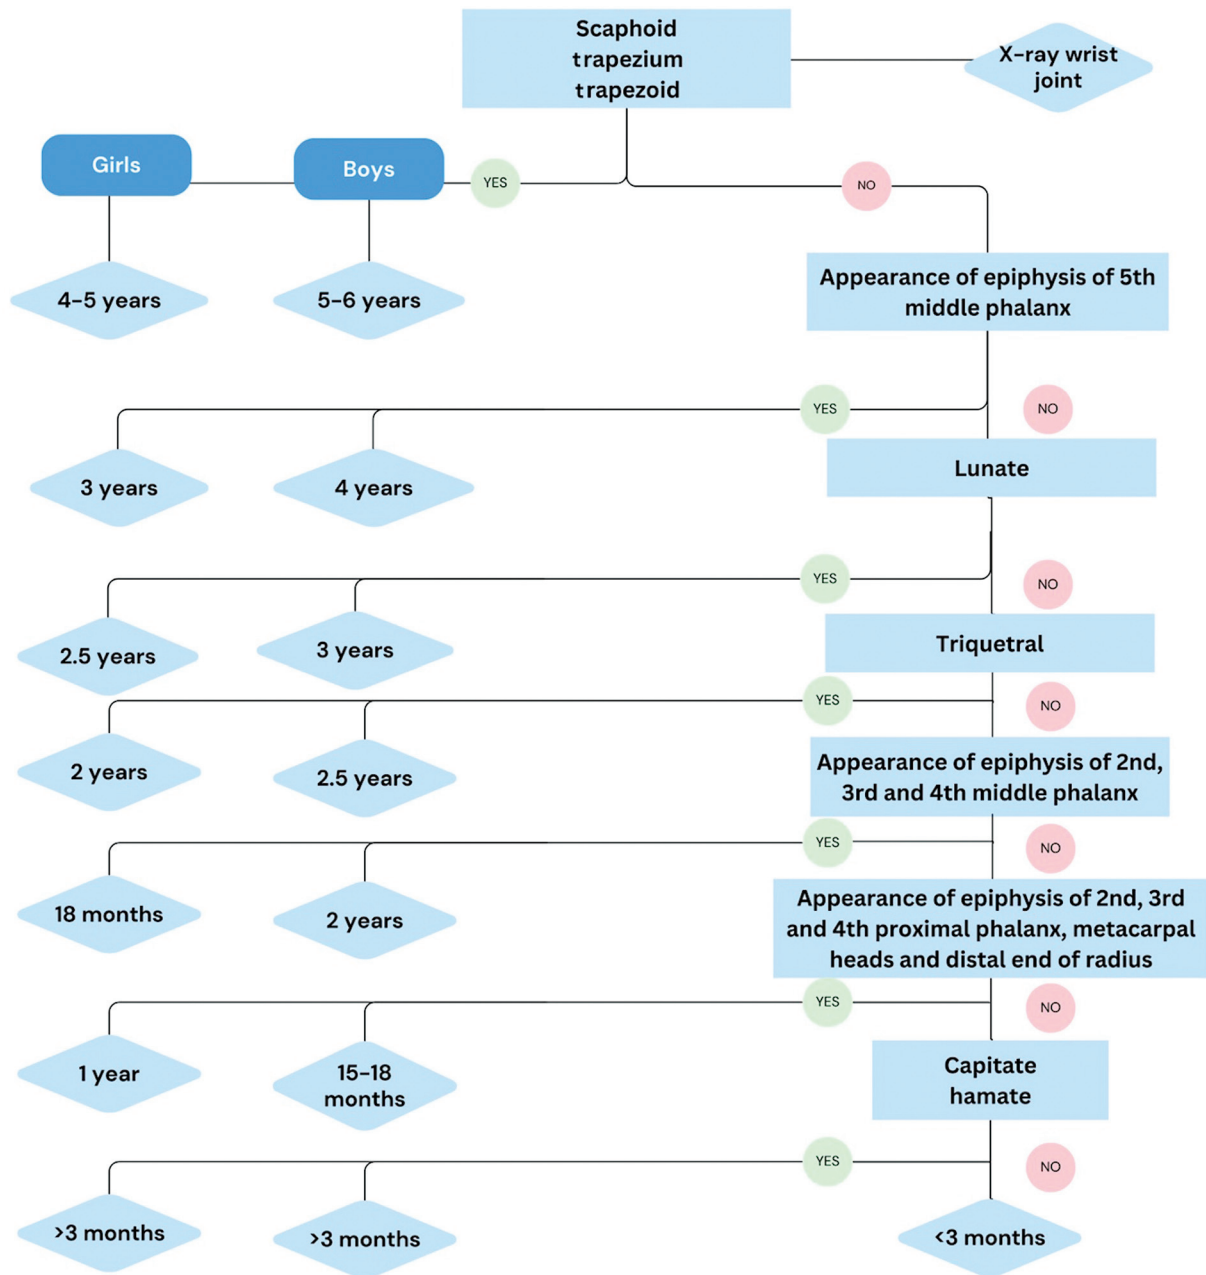 Scaphoid
trapezium
trapezoid
X-ray wrist
joint
Girls
Boys
YES
NO
4-5 years
5-6 years
Appearance of epiphysis of 5th
middle phalanx
YES
NO
3 years
4 years
Lunate
YES
NO
2.5 years
3 years
Triquetral
YES
NO
2 years
2.5 years
Appearance of epiphysis of 2nd,
3rd and 4th middle phalanx
YES
NO
18 months
2 years
Appearance of epiphysis of 2nd, 3rd
and 4th proximal phalanx, metacarpal
heads and distal end of radius
YES
NO
1 year
15-18
months
Capitate
hamate
YES
NO
>3 months
>3 months
<3 months